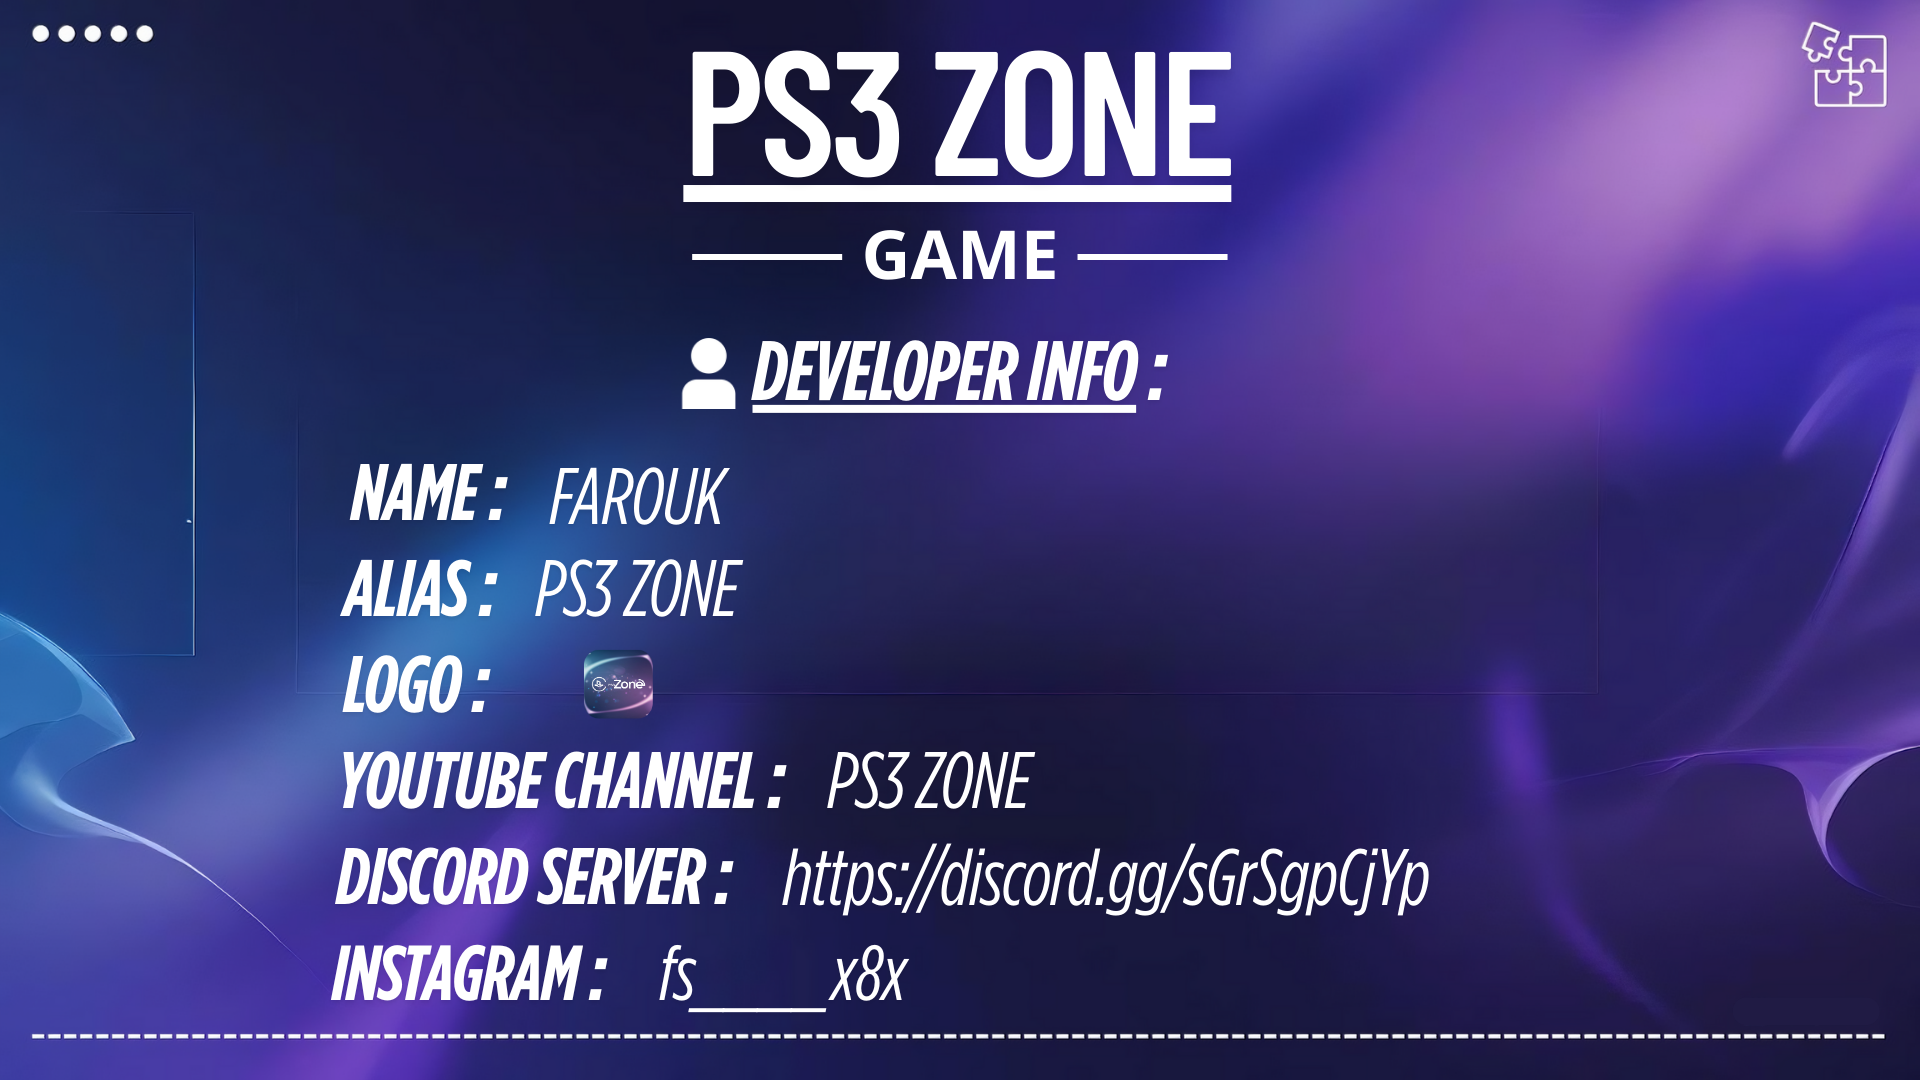 PS3 ZONE
GAME
DEVELOPER INFO :
NAME : FAROUK
ALIAS : PS3 ZONE
LOGO : Zone
YOUTUBE CHANNEL : PS3 ZONE
DISCORD SERVER : https://discord.gg/sGrSgpCjYp
INSTAGRAM : fs____x8x